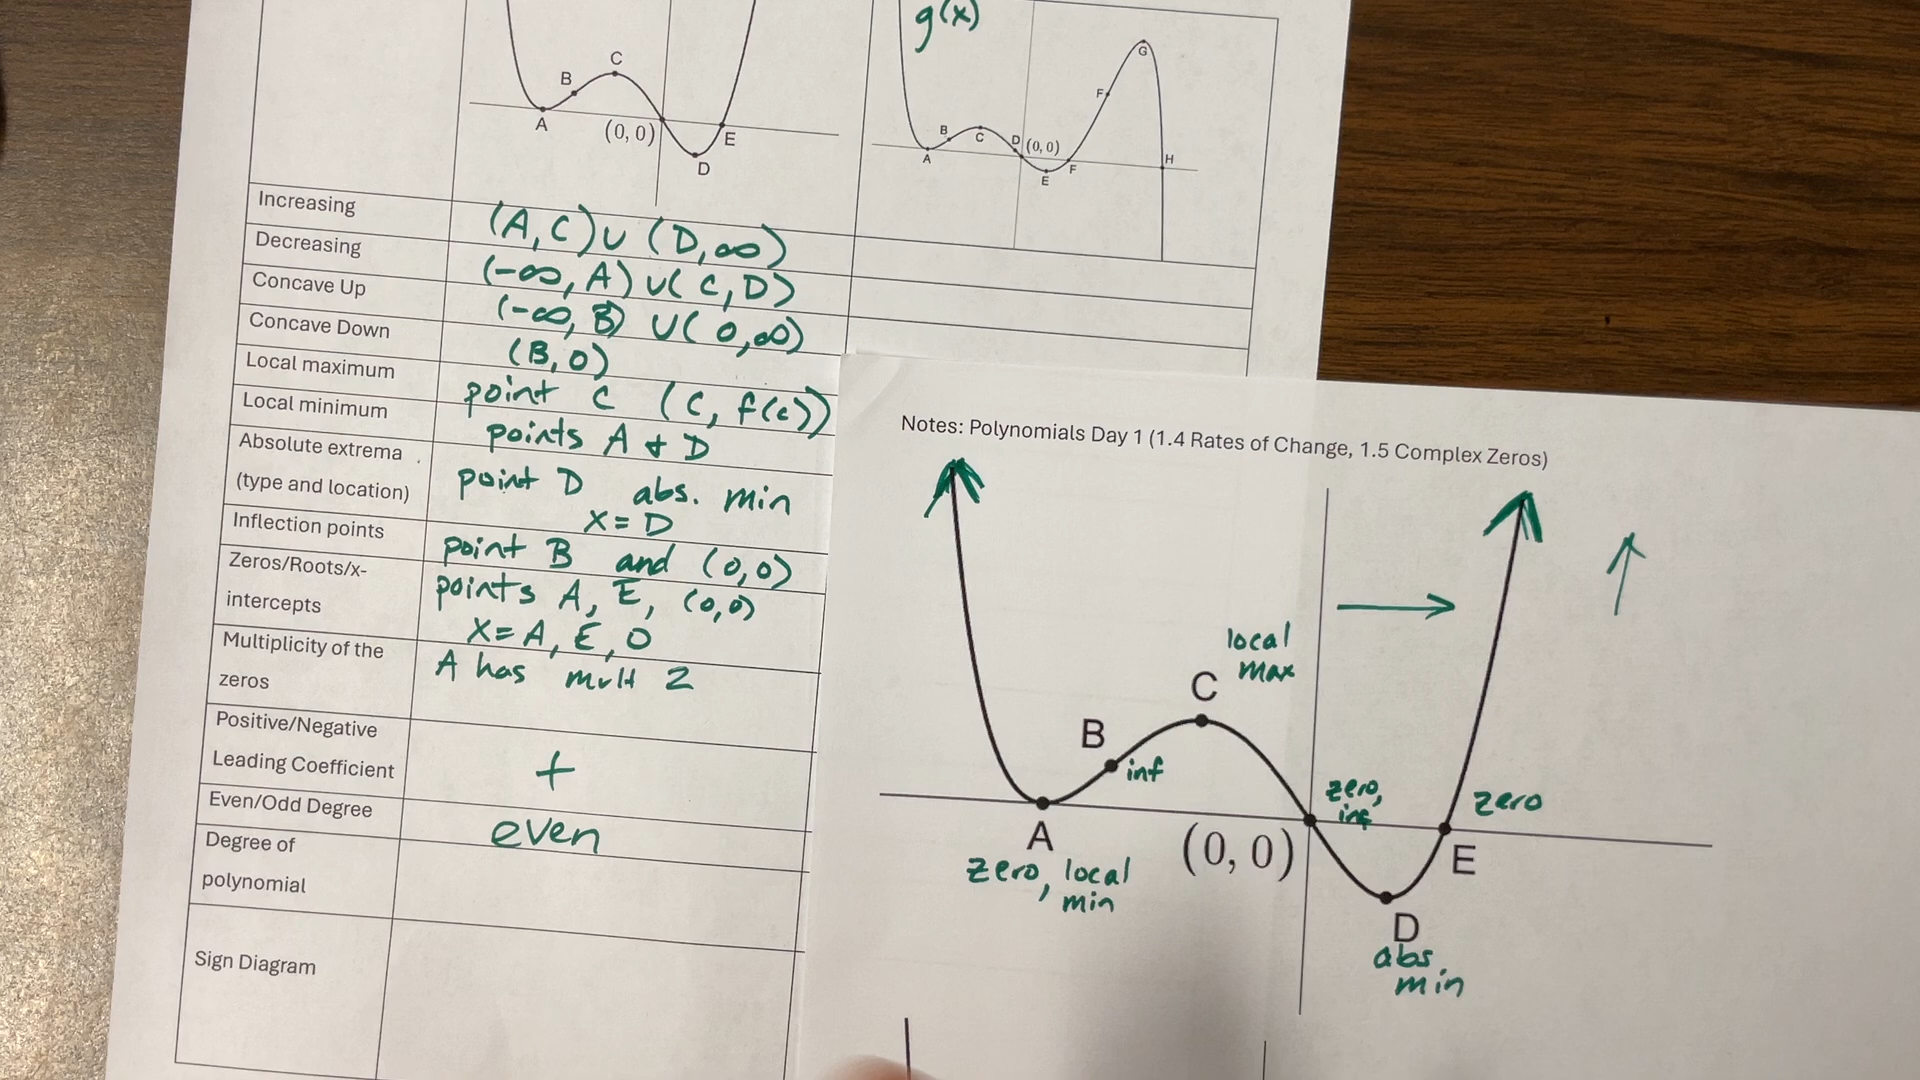 g(x)
C
B
A
(0, 0)
E
D
G
F
B
C
D
(0, 0)
A
E
F
H
Increasing
(A, C) ∪ (D, ∞)
Decreasing
(-∞, A) ∪ (C, D)
Concave Up
(-∞, B) ∪ (0, ∞)
Concave Down
(B, 0)
Local maximum
point C (C, f(c))
Local minimum
points A + D
Absolute extrema
(type and location)
point D abs. min
x = D
Inflection points
point B and (0,0)
Zeros/Roots/x-
intercepts
points A, E, (0,0)
X = A, E, 0
Multiplicity of the
zeros
A has mult 2
Positive/Negative
Leading Coefficient
+
Even/Odd Degree
even
Degree of
polynomial
Sign Diagram
Notes: Polynomials Day 1 (1.4 Rates of Change, 1.5 Complex Zeros)
local
max
C
B
inf
zero,
inf
zero
A
(0, 0)
E
zero, local
min
D
abs.
min